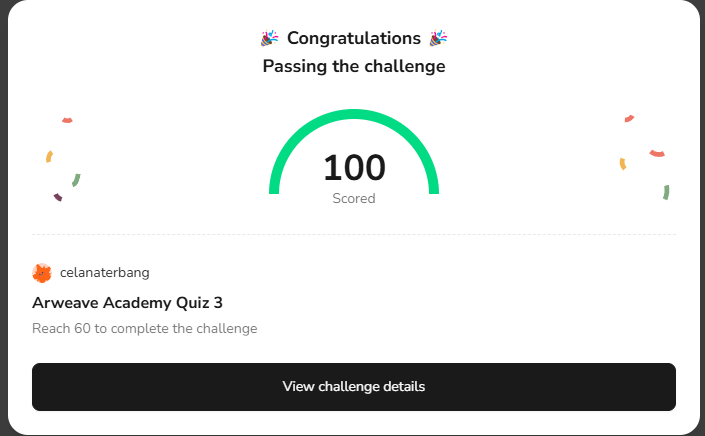 🎉 Congratulations 🎉
Passing the challenge
100
Scored
celanaterbang
Arweave Academy Quiz 3
Reach 60 to complete the challenge
View challenge details